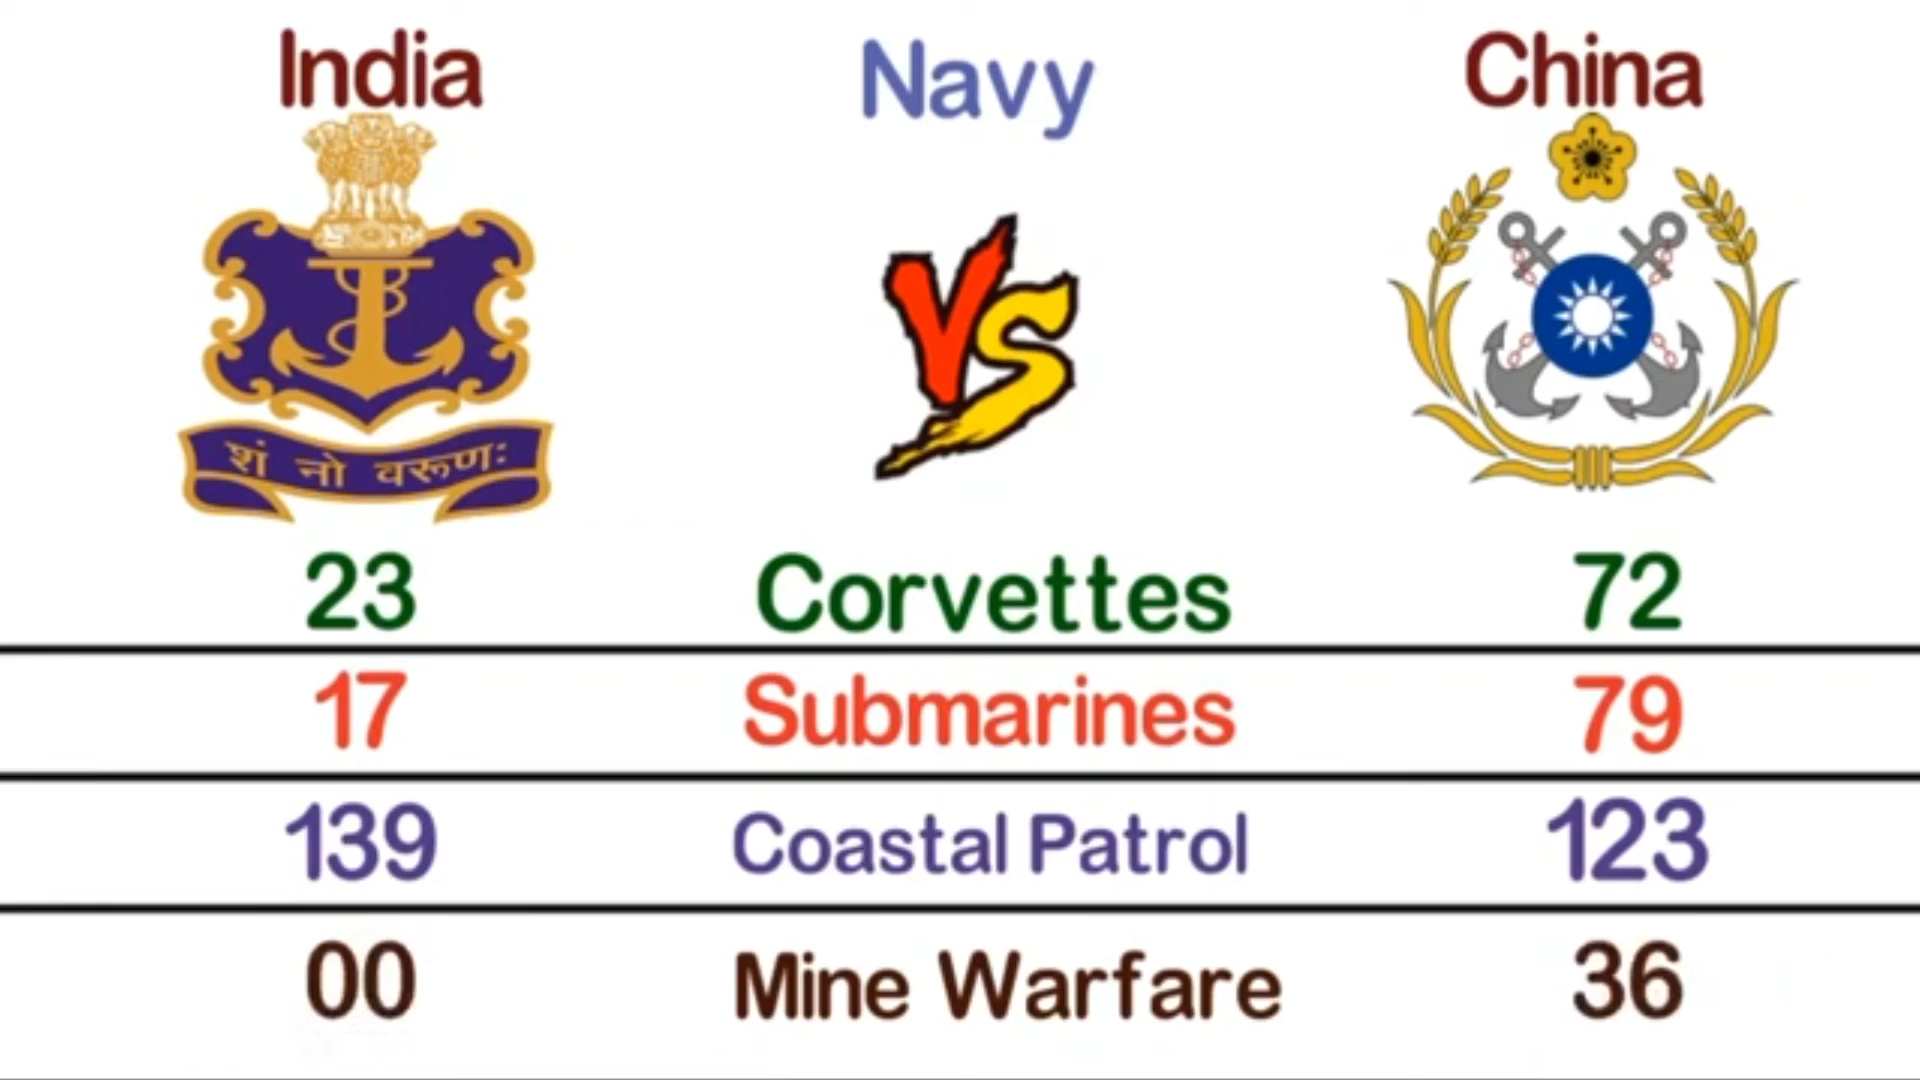 India Navy China
VS
शं नो वरूणः
23 Corvettes 72
17 Submarines 79
139 Coastal Patrol 123
00 Mine Warfare 36